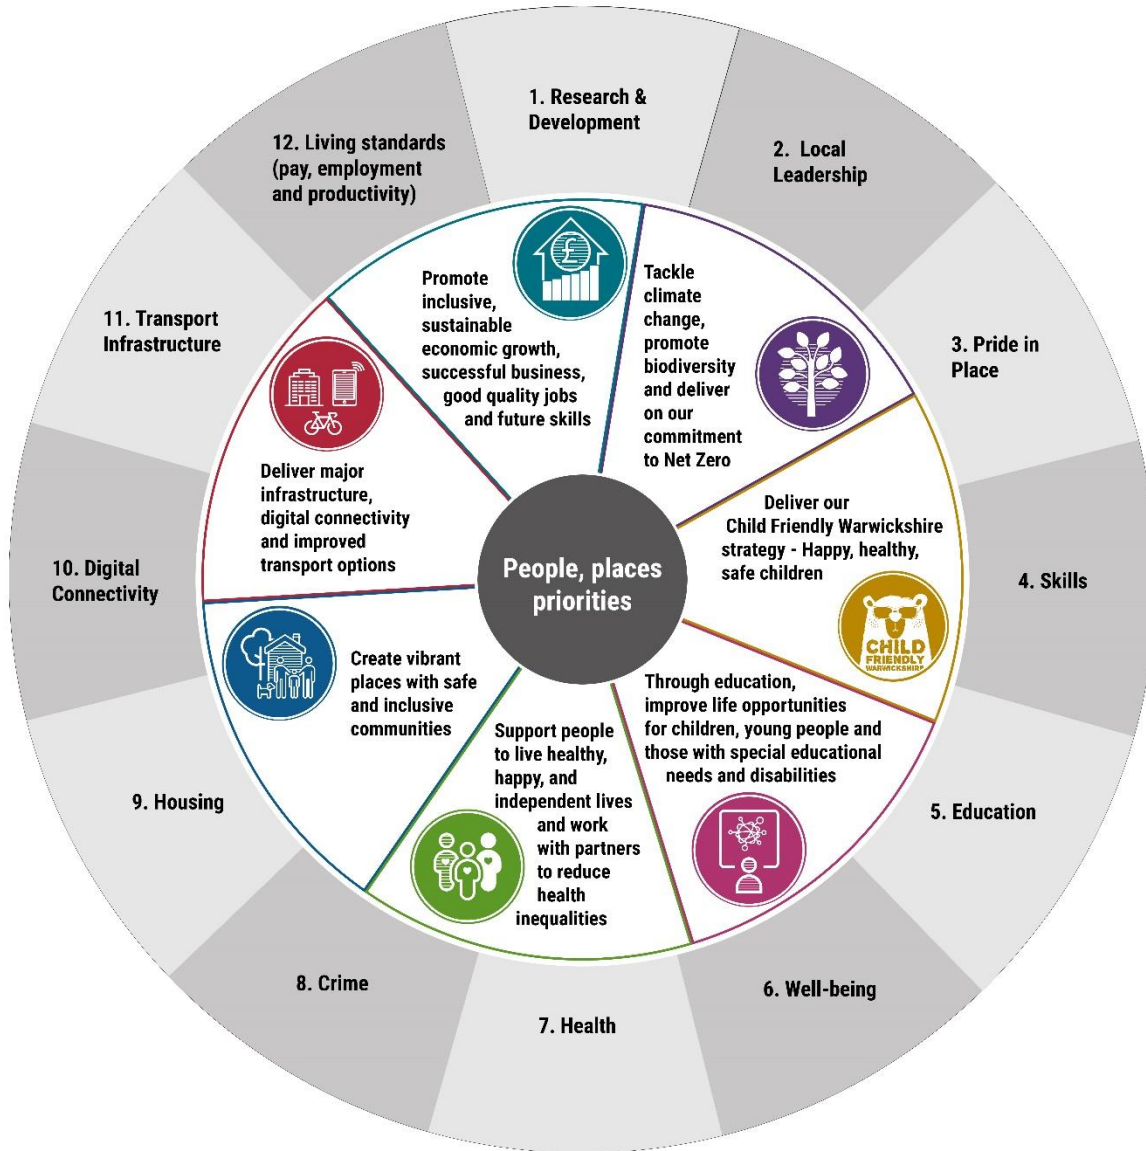 1. Research &
Development
2. Local
Leadership
3. Pride in
Place
4. Skills
5. Education
6. Well-being
7. Health
8. Crime
9. Housing
10. Digital
Connectivity
11. Transport
Infrastructure
12. Living standards
(pay, employment
and productivity)
£
Promote
inclusive,
sustainable
economic growth,
successful business,
good quality jobs
and future skills
Tackle
climate
change,
promote
biodiversity
and deliver
on our
commitment
to Net Zero
Deliver our
Child Friendly Warwickshire
strategy - Happy, healthy,
safe children
CHILD
FRIENDLY
WARWICKSHIRE
Through education,
improve life opportunities
for children, young people and
those with special educational
needs and disabilities
Support people
to live healthy,
happy, and
independent lives
and work
with partners
to reduce
health
inequalities
Create vibrant
places with safe
and inclusive
communities
Deliver major
infrastructure,
digital connectivity
and improved
transport options
People, places
priorities